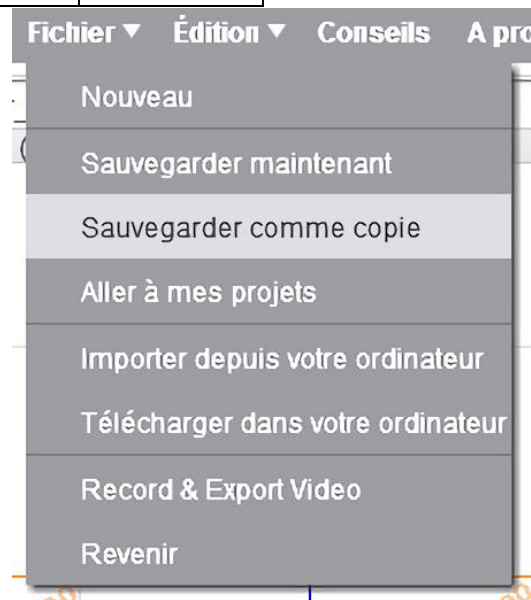 Fichier ▼ Édition ▼ Conseils A pro
Nouveau
Sauvegarder maintenant
Sauvegarder comme copie
Aller à mes projets
Importer depuis votre ordinateur
Télécharger dans votre ordinateur
Record & Export Video
Revenir